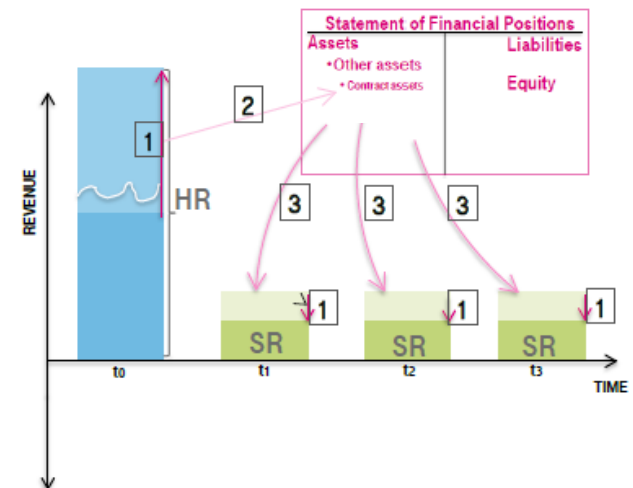 Statement of Financial Positions
Assets
Liabilities
•Other assets
•Contract assets
Equity
REVENUE
1
2
HR
3
3
3
1
1
1
SR
SR
SR
t0
t1
t2
t3
TIME